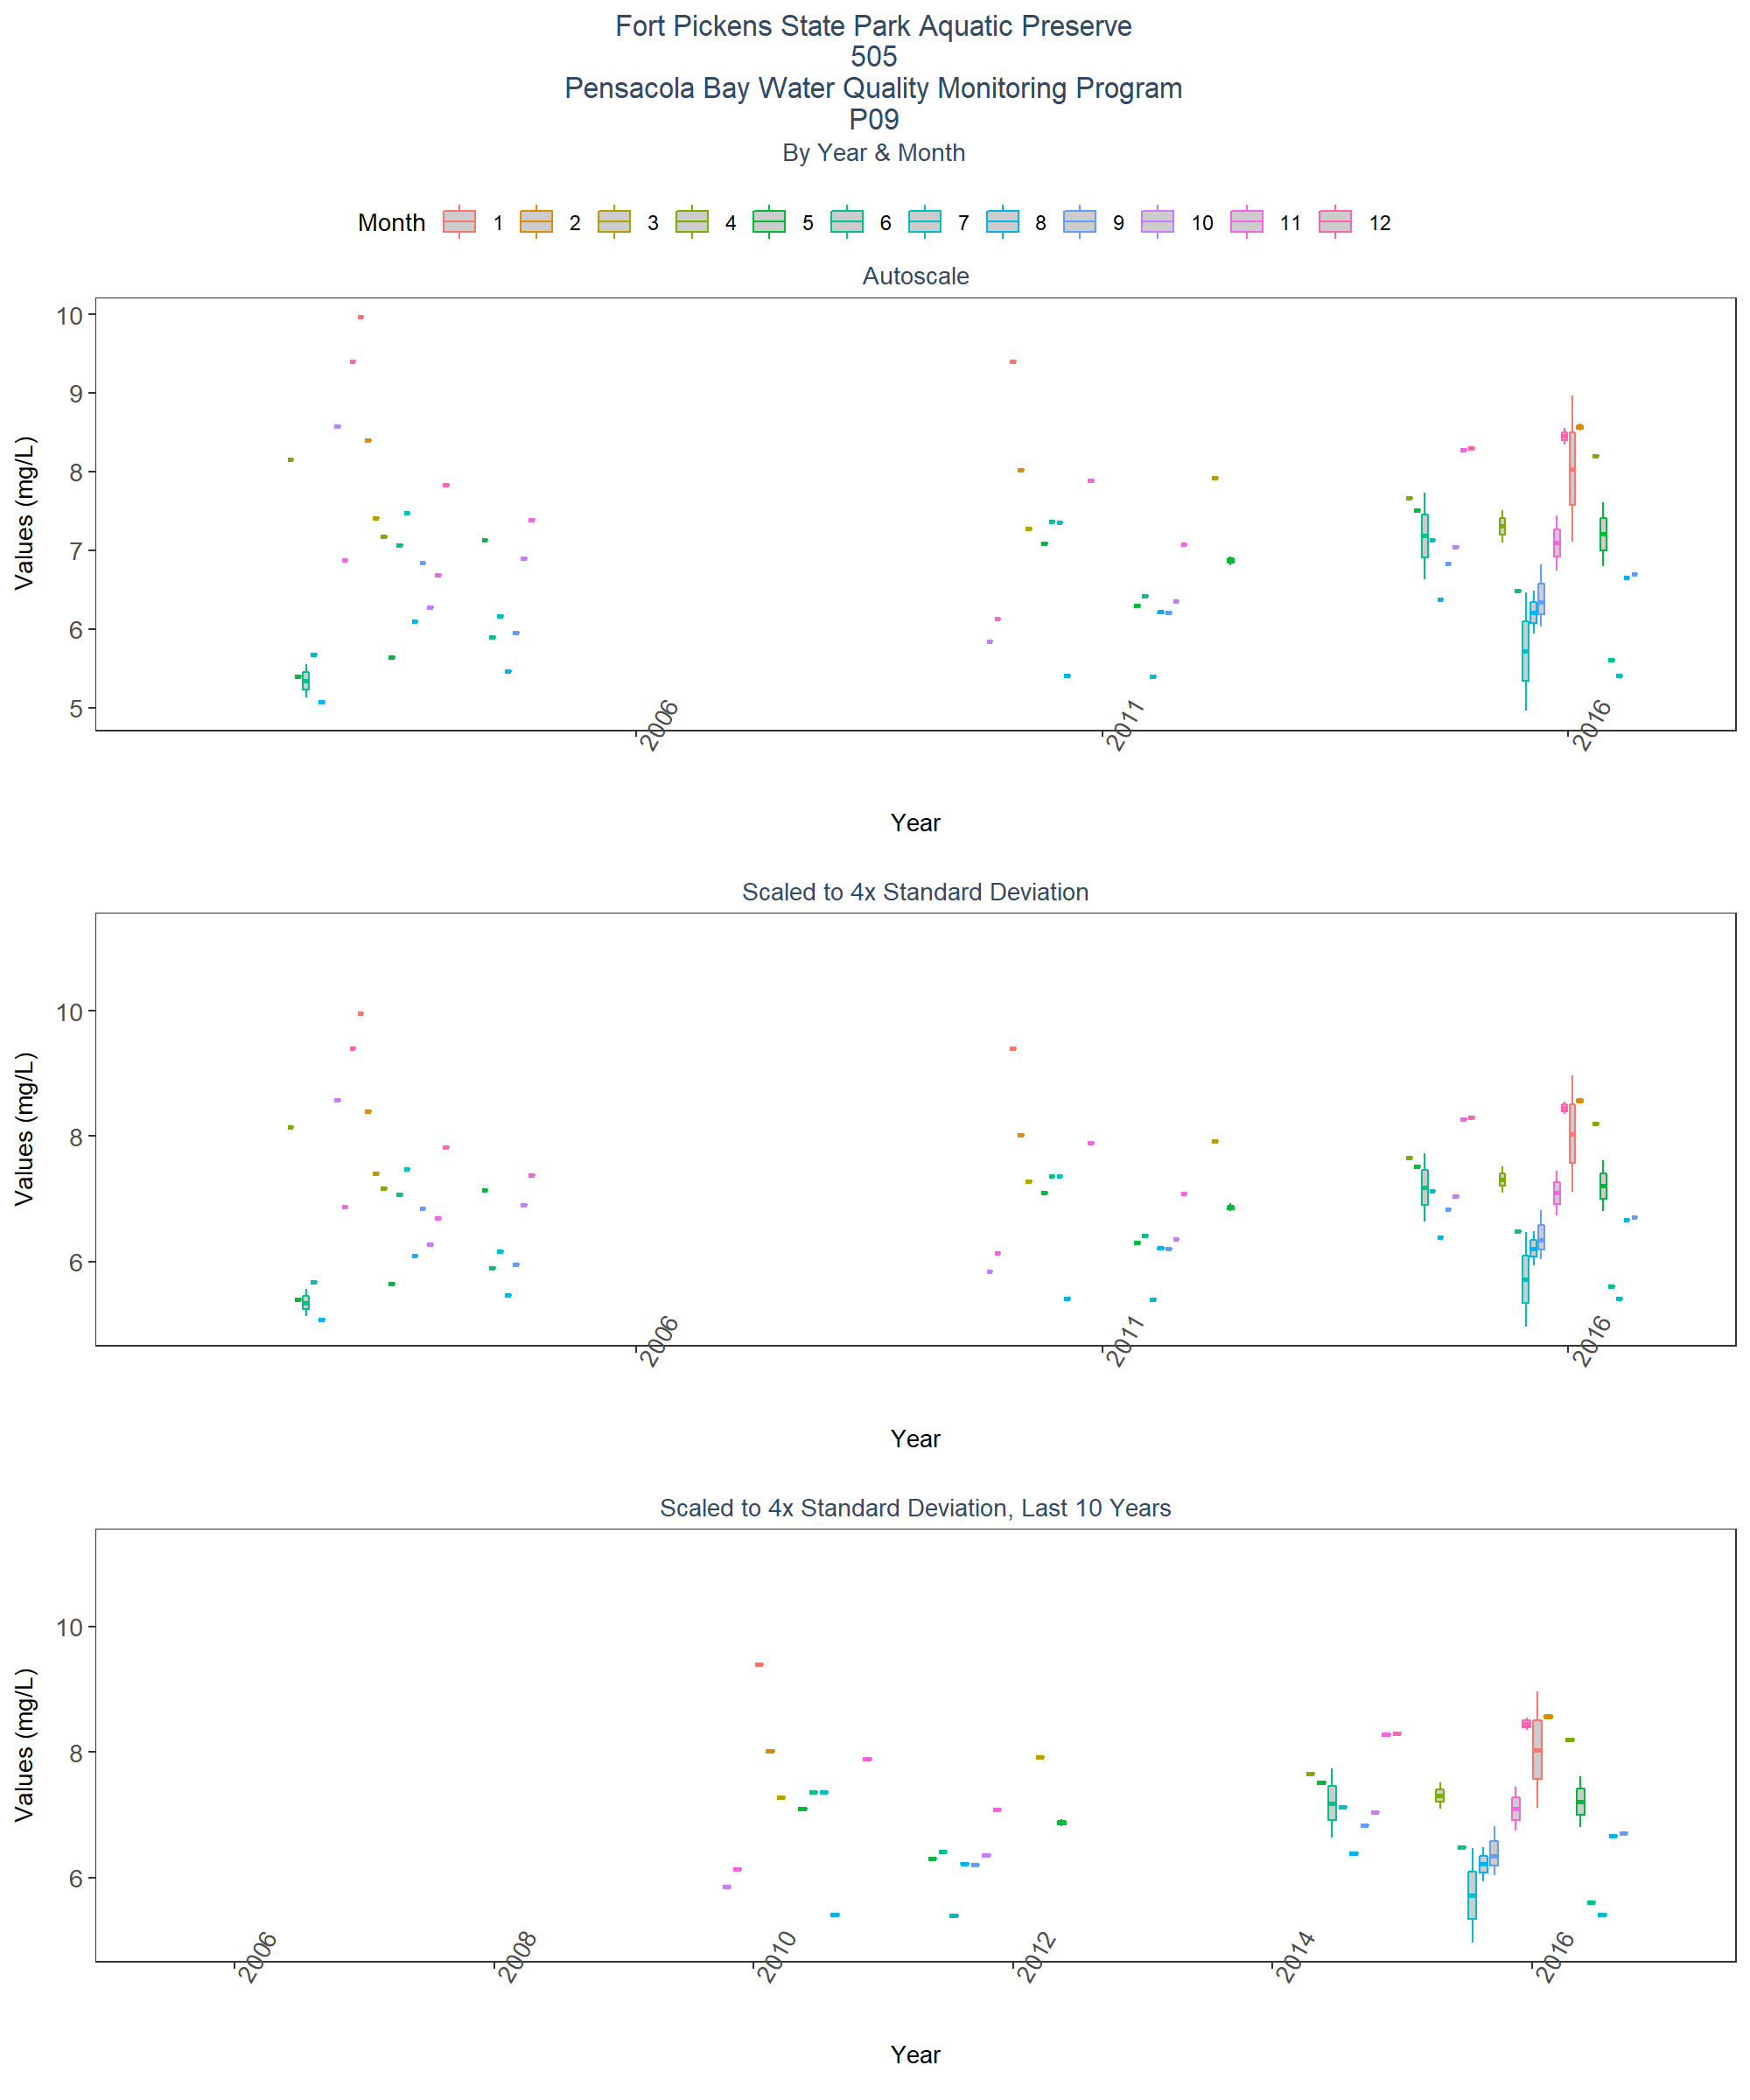 Fort Pickens State Park Aquatic Preserve
505
Pensacola Bay Water Quality Monitoring Program
P09
By Year & Month
Month 1 2 3 4 5 6 7 8 9 10 11 12
Autoscale
10
9
8
7
6
5
Values (mg/L)
2006 2011 2016
Year
Scaled to 4x Standard Deviation
10
8
6
Values (mg/L)
2006 2011 2016
Year
Scaled to 4x Standard Deviation, Last 10 Years
10
8
6
Values (mg/L)
2006 2008 2010 2012 2014 2016
Year